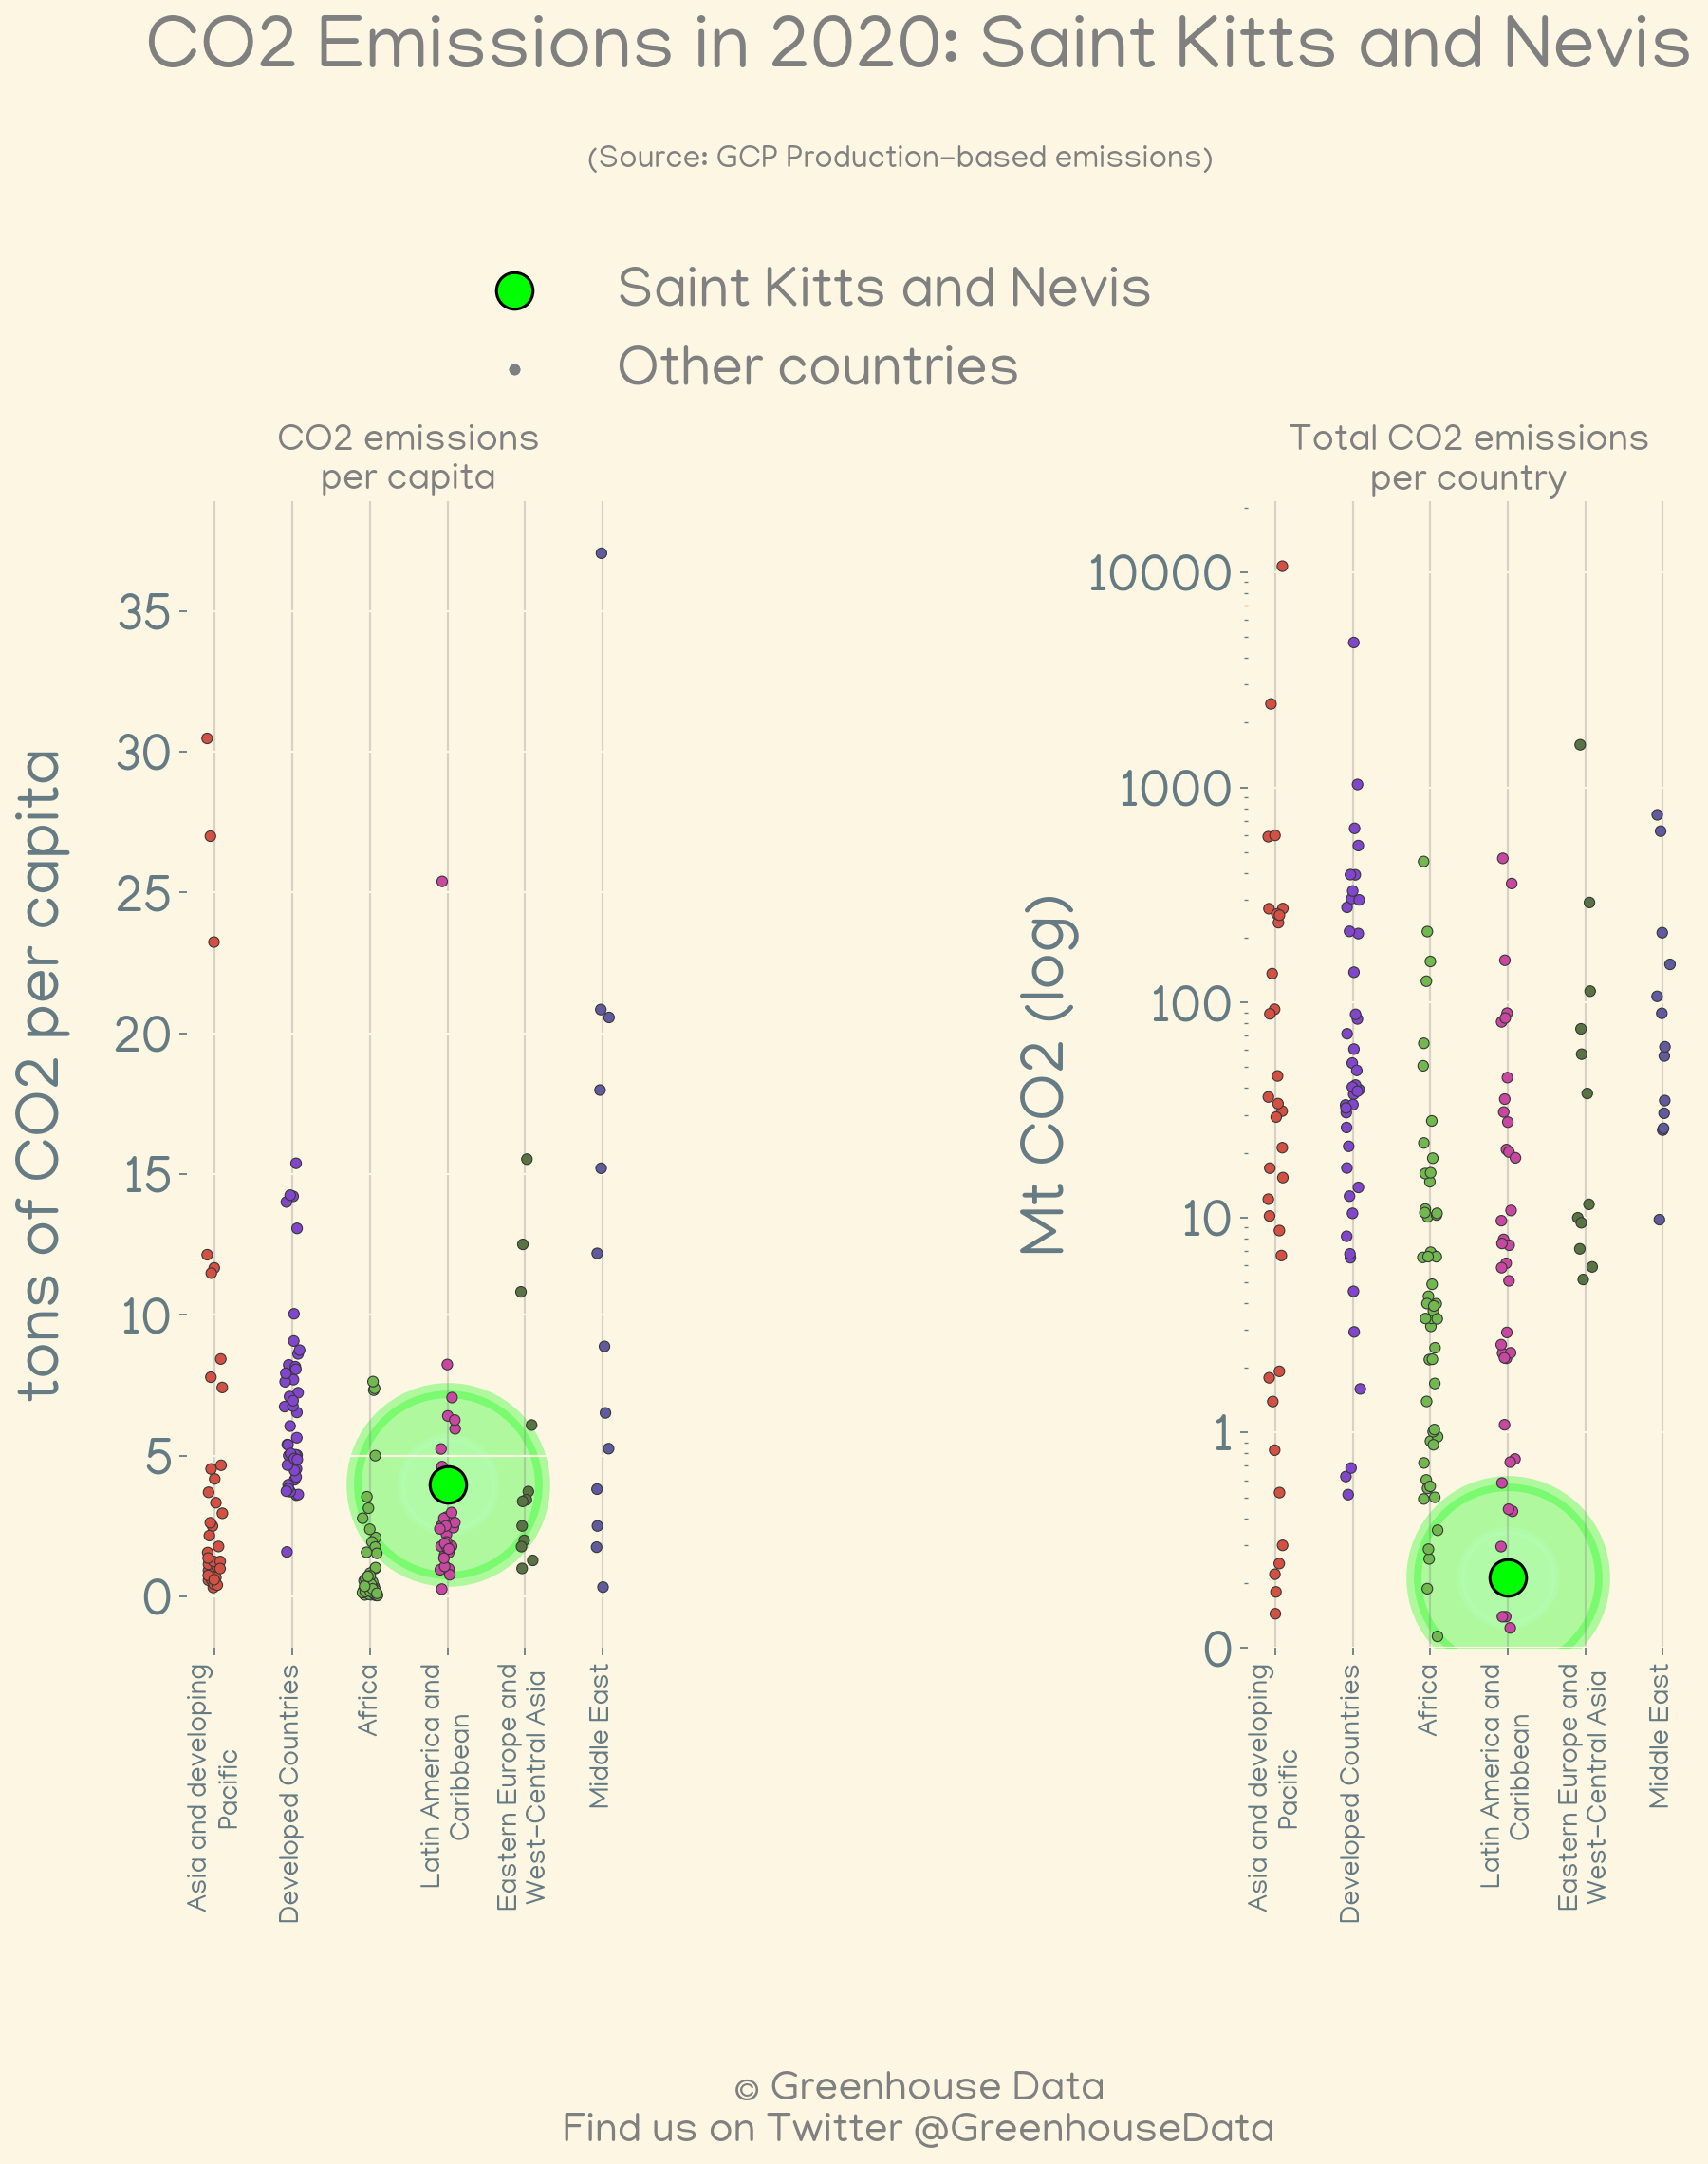 CO2 Emissions in 2020: Saint Kitts and Nevis
(Source: GCP Production-based emissions)
Saint Kitts and Nevis
Other countries
CO2 emissions
per capita
tons of CO2 per capita
35
30
25
20
15
10
5
0
Asia and developing
Pacific
Developed Countries
Africa
Latin America and
Caribbean
Eastern Europe and
West-Central Asia
Middle East
Total CO2 emissions
per country
Mt CO2 (log)
10000
1000
100
10
1
0
Asia and developing
Pacific
Developed Countries
Africa
Latin America and
Caribbean
Eastern Europe and
West-Central Asia
Middle East
© Greenhouse Data
Find us on Twitter @GreenhouseData